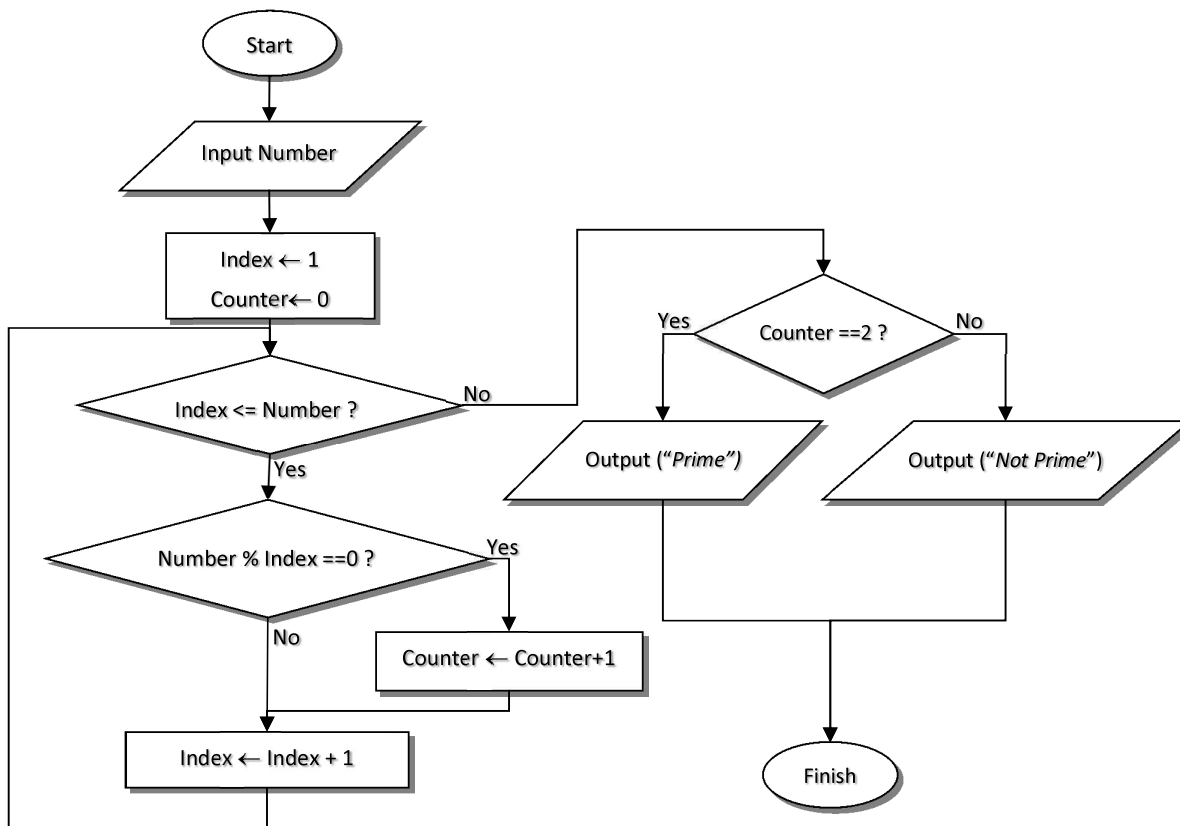 Start
Input Number
Index ← 1
Counter← 0
Index <= Number ?
No
Yes
Number % Index ==0 ?
Yes
No
Counter ← Counter+1
Index ← Index + 1
Counter ==2 ?
Yes
No
Output (“Prime”)
Output (“Not Prime”)
Finish